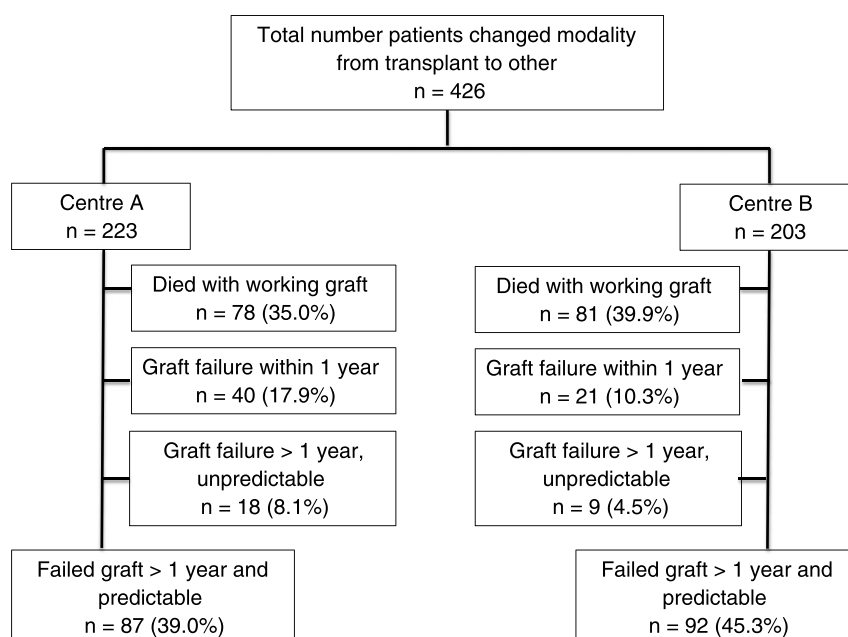 Total number patients changed modality
from transplant to other
n = 426
Centre A
n = 223
Centre B
n = 203
Died with working graft
n = 78 (35.0%)
Died with working graft
n = 81 (39.9%)
Graft failure within 1 year
n = 40 (17.9%)
Graft failure within 1 year
n = 21 (10.3%)
Graft failure > 1 year,
unpredictable
n = 18 (8.1%)
Graft failure > 1 year,
unpredictable
n = 9 (4.5%)
Failed graft > 1 year and
predictable
n = 87 (39.0%)
Failed graft > 1 year and
predictable
n = 92 (45.3%)